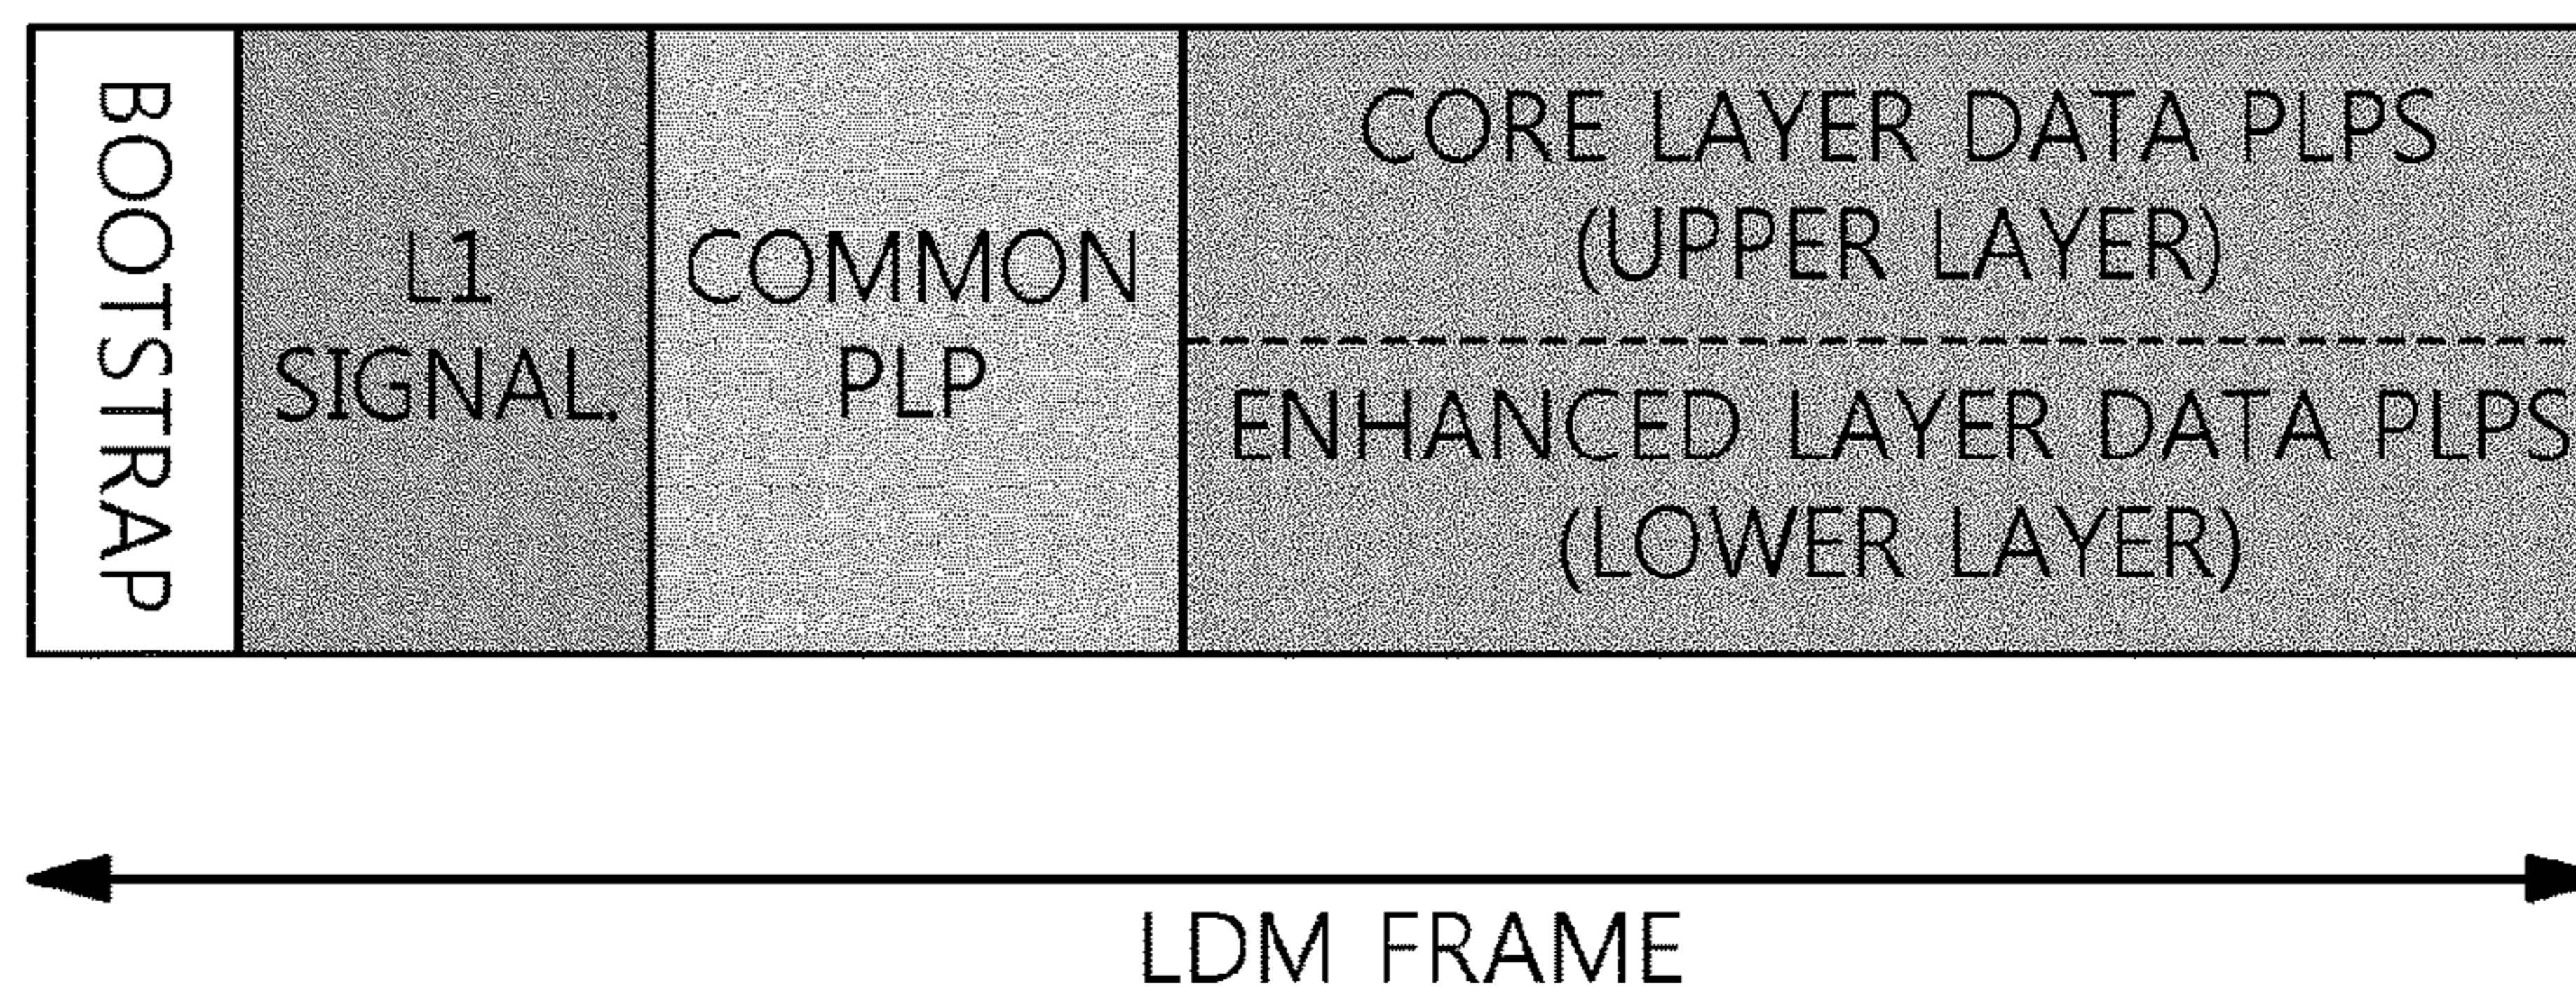 BOOTSTRAP
L1
SIGNAL.
COMMON
PLP
CORE LAYER DATA PLPS
(UPPER LAYER)
ENHANCED LAYER DATA PLPS
(LOWER LAYER)
LDM FRAME